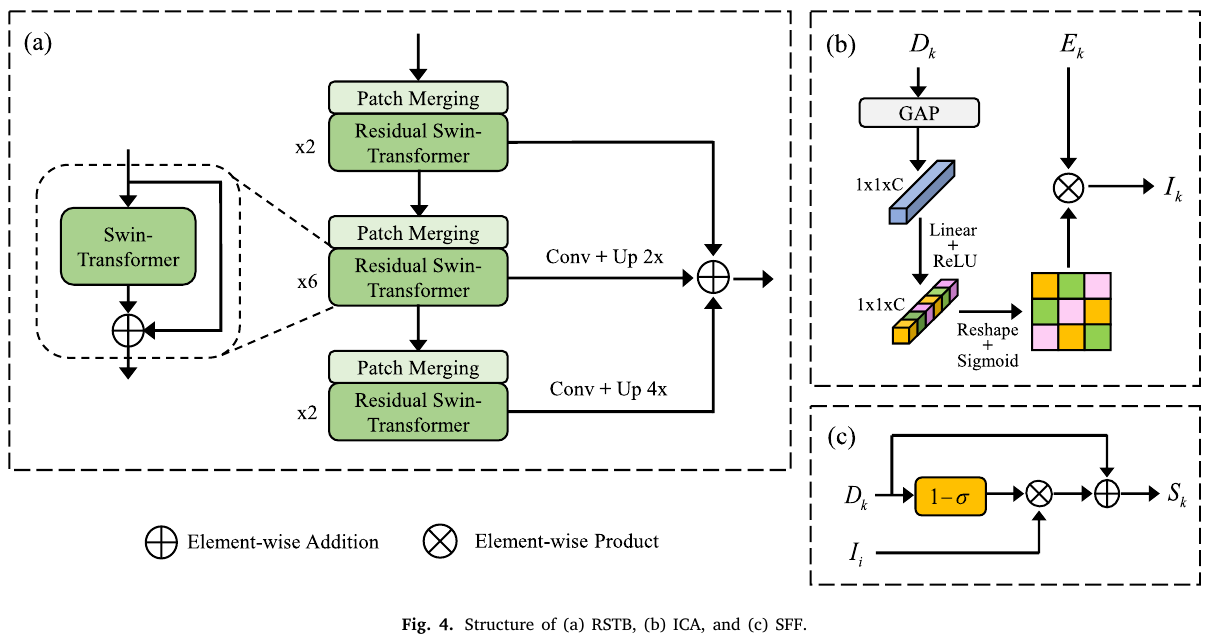 (a)
Patch Merging
x2
Residual Swin-
Transformer
Swin-
Transformer
Patch Merging
x6
Residual Swin-
Transformer
Conv + Up 2x
Patch Merging
x2
Residual Swin-
Transformer
Conv + Up 4x
Element-wise Addition
Element-wise Product
(b)
D_k
E_k
GAP
1x1xC
I_k
Linear
+
ReLU
1x1xC
Reshape
+
Sigmoid
(c)
D_k
1−σ
S_k
I_i
Fig. 4. Structure of (a) RSTB, (b) ICA, and (c) SFF.